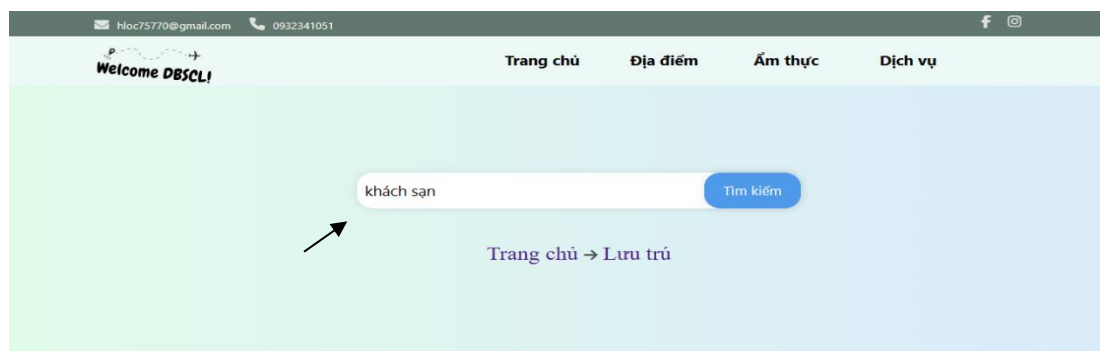 hloc75770@gmail.com 0932341051
Welcome DBSCL!
Trang chủ Địa điểm Ẩm thực Dịch vụ
khách sạn Tìm kiếm
Trang chủ → Lưu trú